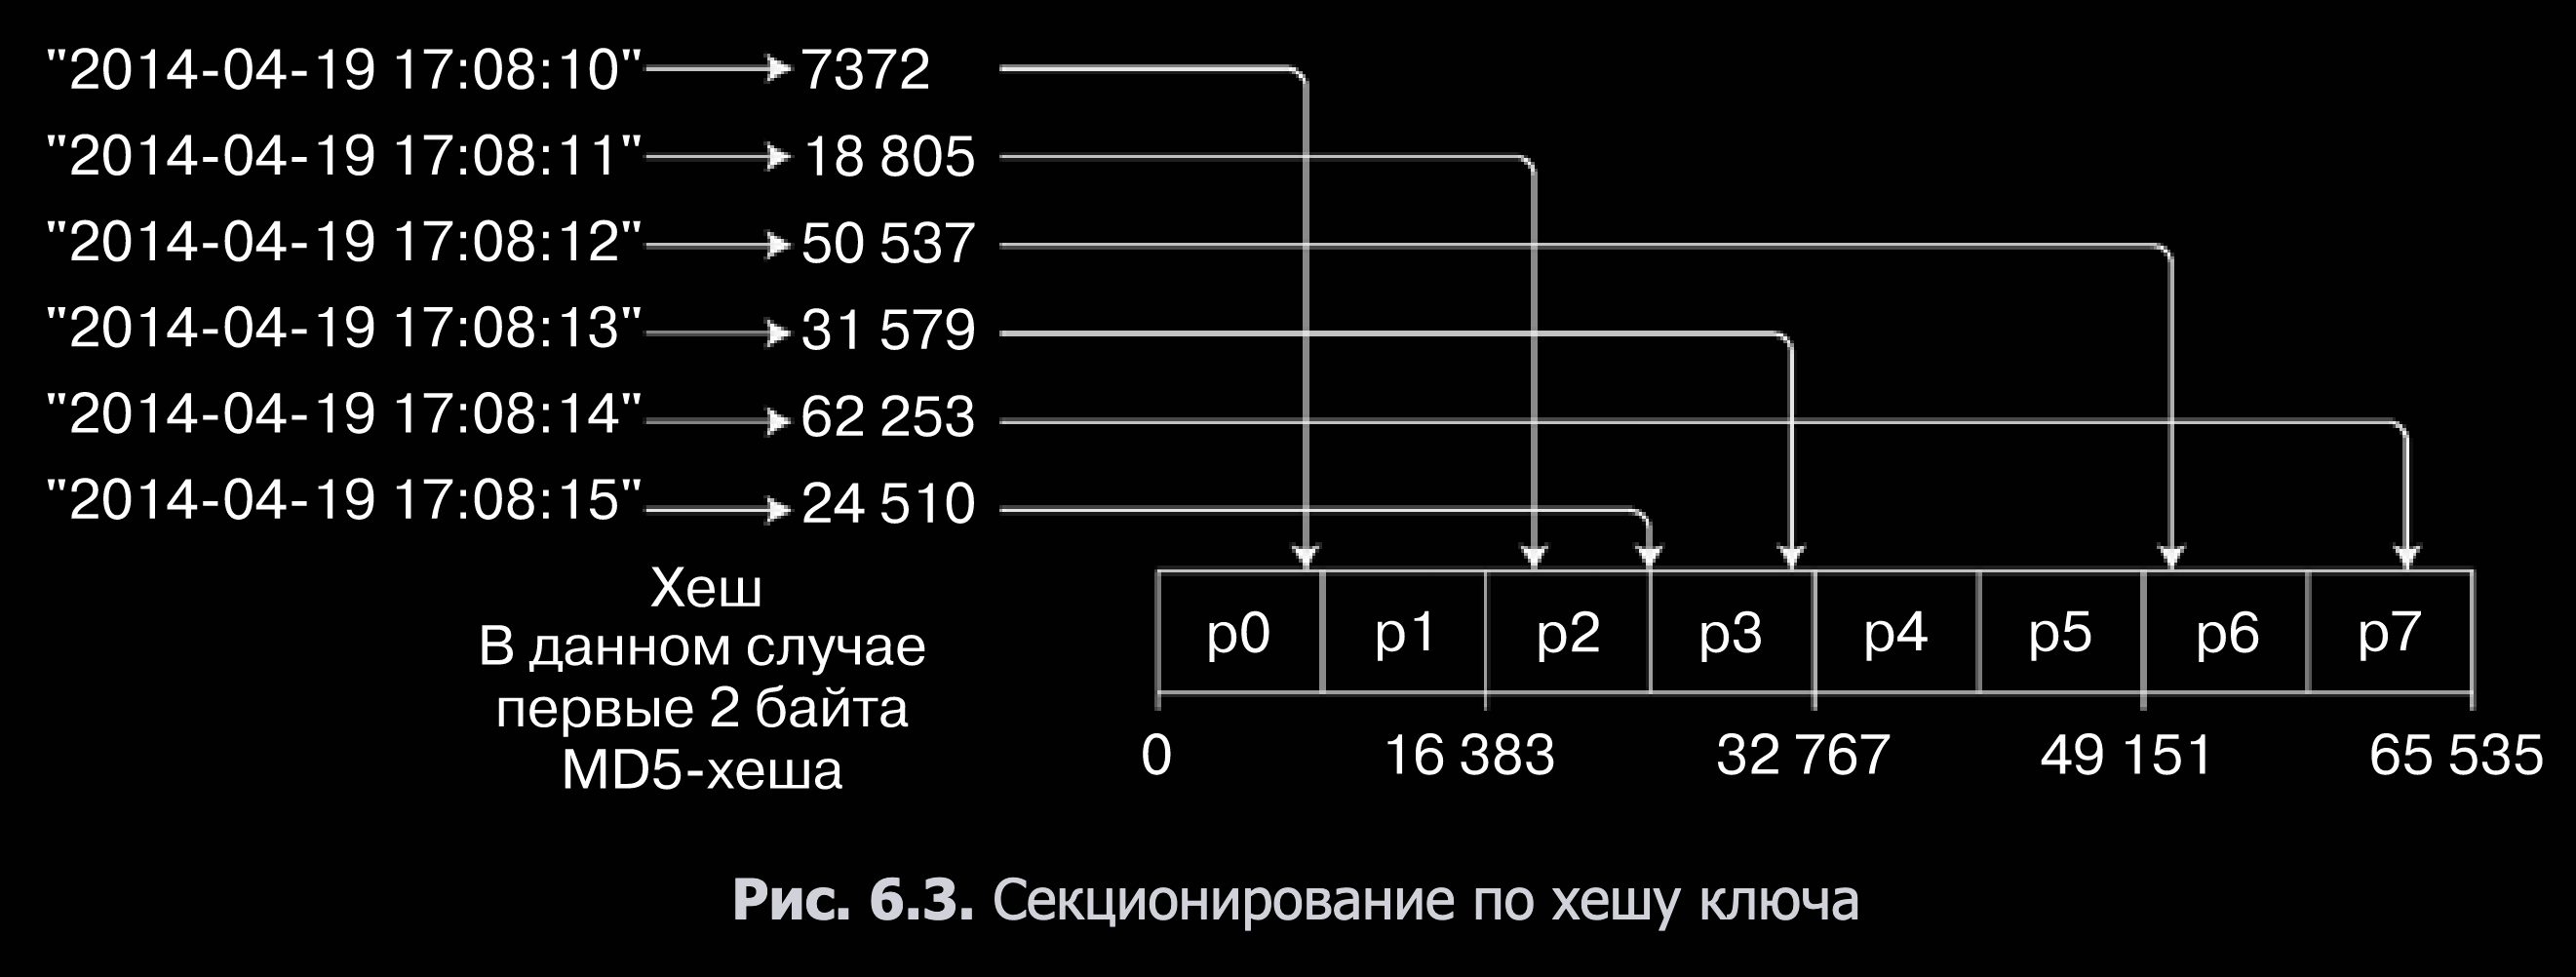 "2014-04-19 17:08:10" 7372
"2014-04-19 17:08:11" 18 805
"2014-04-19 17:08:12" 50 537
"2014-04-19 17:08:13" 31 579
"2014-04-19 17:08:14" 62 253
"2014-04-19 17:08:15" 24 510
Хеш
В данном случае
первые 2 байта
MD5-хеша
p0 p1 p2 p3 p4 p5 p6 p7
0 16 383 32 767 49 151 65 535
Рис. 6.3. Секционирование по хешу ключа